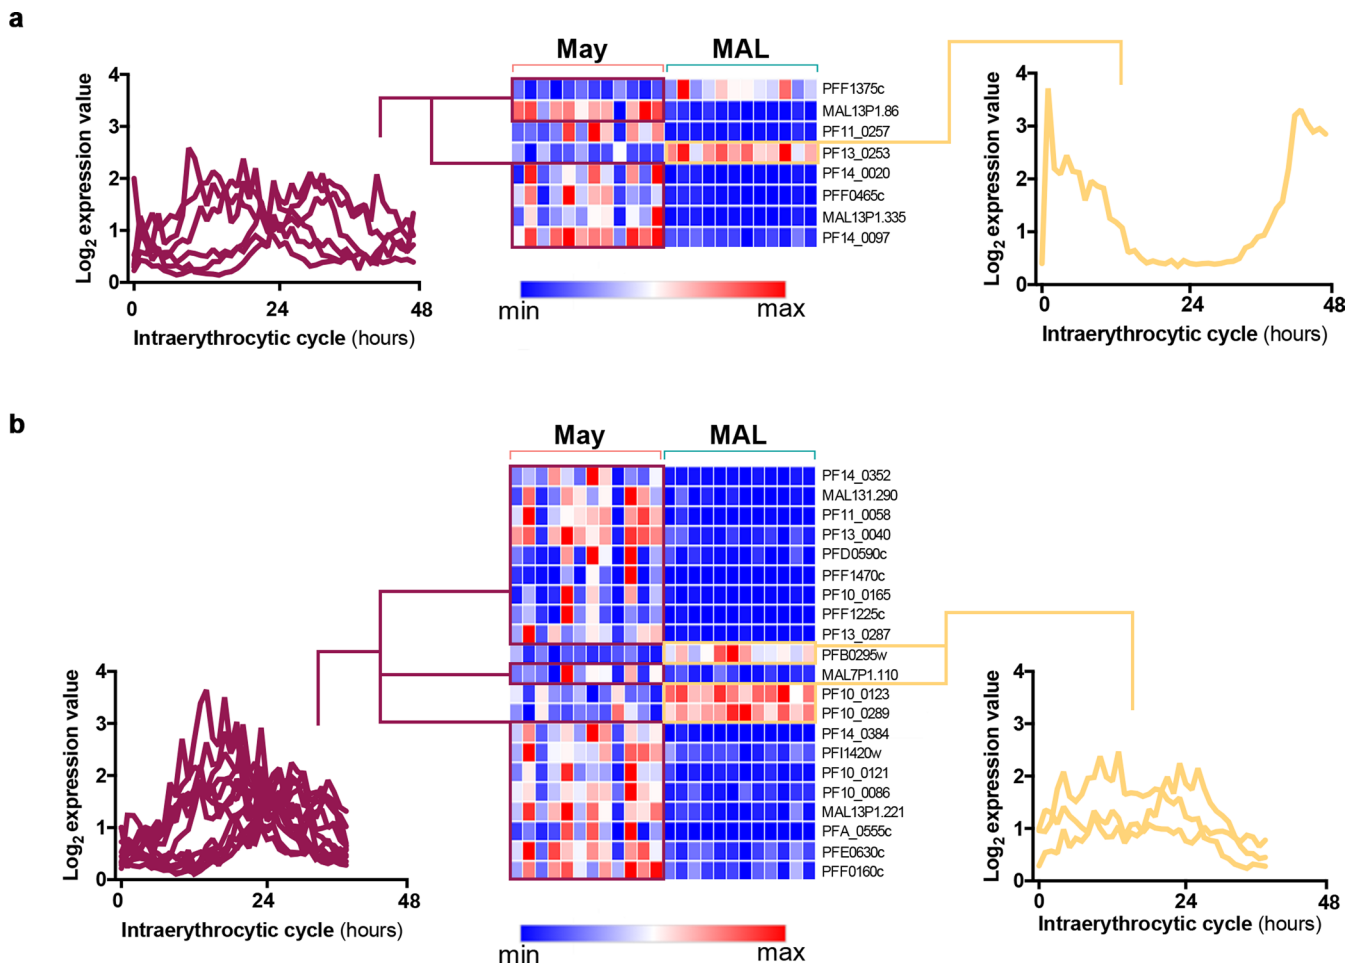 a
May MAL
PFF1375c
MAL13P1.86
PF11_0257
PF13_0253
PF14_0020
PFF0465c
MAL13P1.335
PF14_0097
min max
Log2 expression value
4
3
2
1
0
0 24 48
Intraerythrocytic cycle (hours)
Log2 expression value
4
3
2
1
0
0 24 48
Intraerythrocytic cycle (hours)
b
May MAL
PF14_0352
MAL131.290
PF11_0058
PF13_0040
PFD0590c
PFF1470c
PF10_0165
PFF1225c
PF13_0287
PFB0295w
MAL7P1.110
PF10_0123
PF10_0289
PF14_0384
PFI1420w
PF10_0121
PF10_0086
MAL13P1.221
PFA_0555c
PFE0630c
PFF0160c
min max
Log2 expression value
4
3
2
1
0
0 24 48
Intraerythrocytic cycle (hours)
Log2 expression value
4
3
2
1
0
0 24 48
Intraerythrocytic cycle (hours)